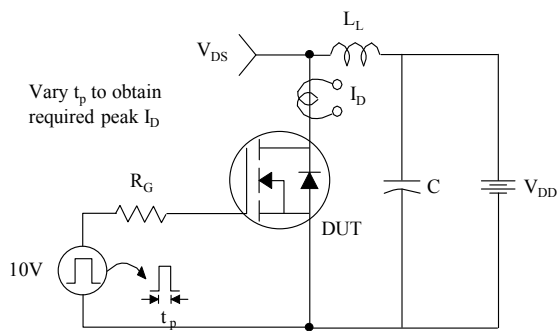 L_L
V_DS
Vary t_p to obtain
required peak I_D
I_D
R_G
DUT
C
V_DD
10V
t_p